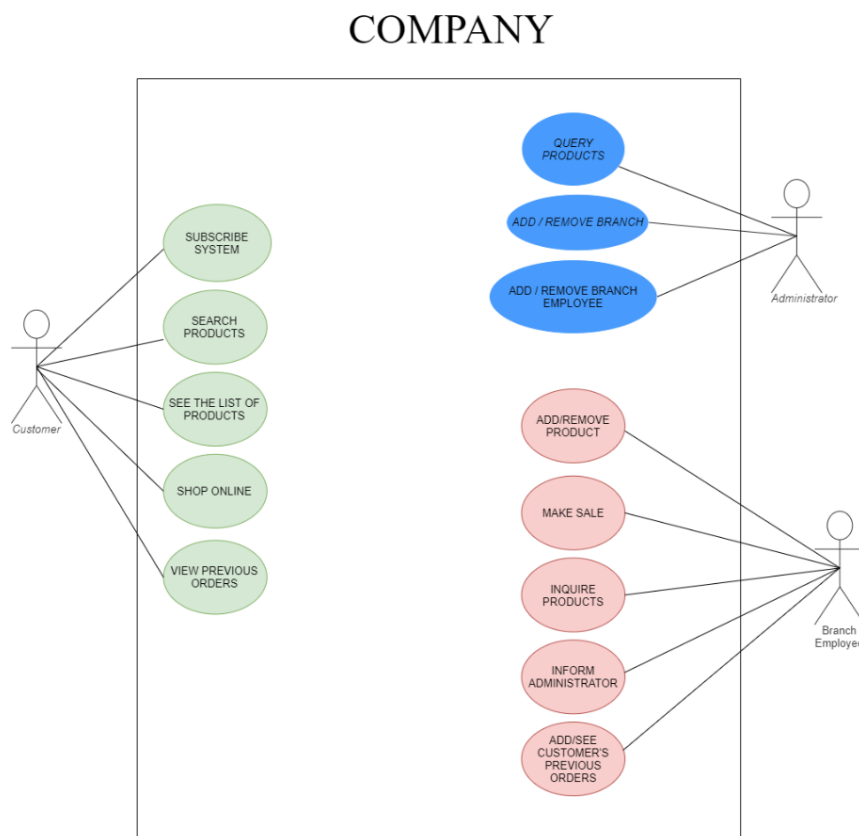 COMPANY
QUERY
PRODUCTS
ADD / REMOVE BRANCH
ADD / REMOVE BRANCH
EMPLOYEE
Administrator
SUBSCRIBE
SYSTEM
SEARCH
PRODUCTS
SEE THE LIST OF
PRODUCTS
SHOP ONLINE
VIEW PREVIOUS
ORDERS
Customer
ADD/REMOVE
PRODUCT
MAKE SALE
INQUIRE
PRODUCTS
INFORM
ADMINISTRATOR
ADD/SEE
CUSTOMER'S
PREVIOUS
ORDERS
Branch
Employee